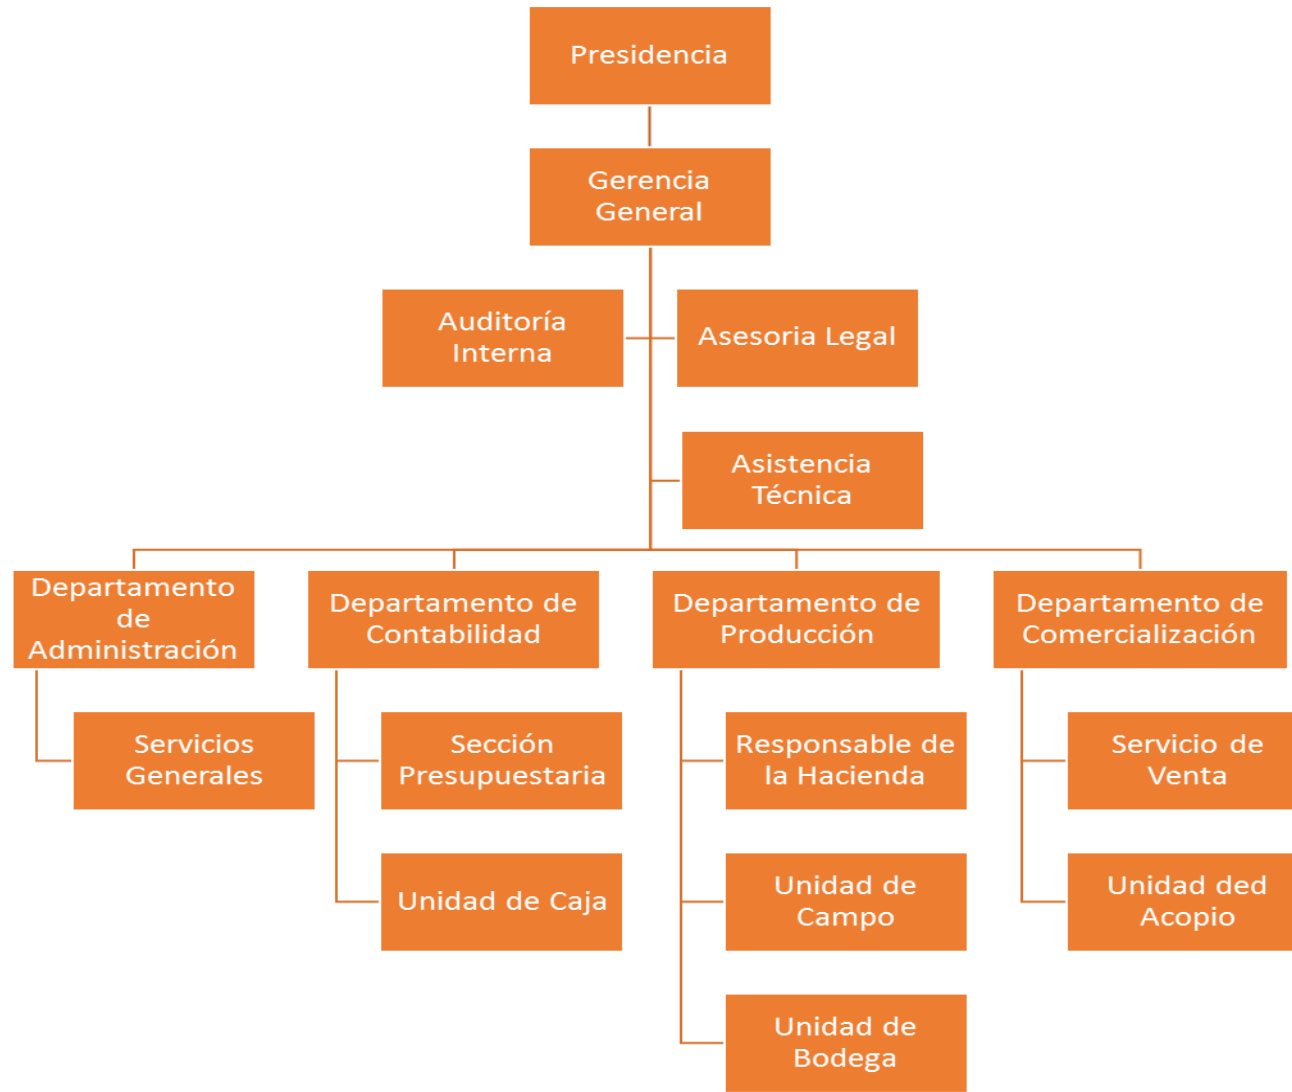 Presidencia
Gerencia
General
Auditoría
Interna
Asesoria Legal
Asistencia
Técnica
Departamento
de
Administración
Departamento de
Contabilidad
Departamento de
Producción
Departamento de
Comercialización
Servicios
Generales
Sección
Presupuestaria
Responsable de
la Hacienda
Servicio de
Venta
Unidad de Caja
Unidad de
Campo
Unidad ded
Acopio
Unidad de
Bodega